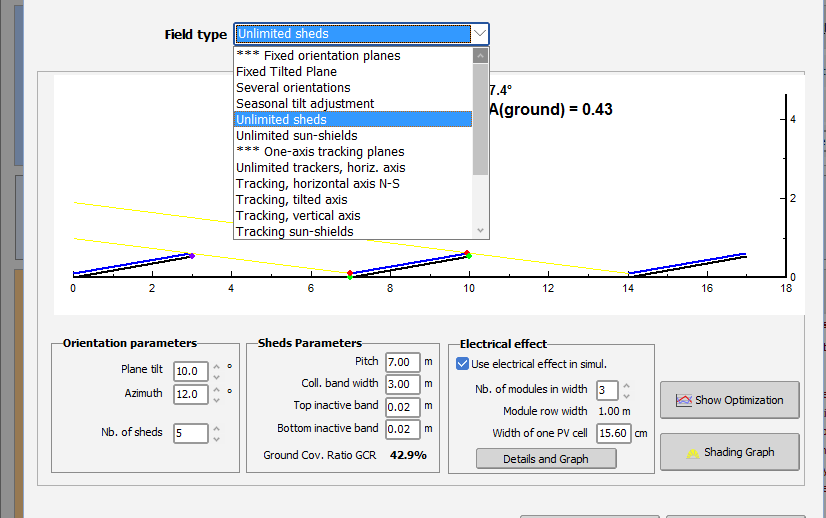 Field type Unlimited sheds
*** Fixed orientation planes
Fixed Tilted Plane
Several orientations
Seasonal tilt adjustment
Unlimited sheds
Unlimited sun-shields
*** One-axis tracking planes
Unlimited trackers, horiz. axis
Tracking, horizontal axis N-S
Tracking, tilted axis
Tracking, vertical axis
Tracking sun-shields
7.4°
A(ground) = 0.43
4
2
0
0 2 4 6 8 10 12 14 16 18
Orientation parameters
Plane tilt 10.0 °
Azimuth 12.0 °
Nb. of sheds 5
Sheds Parameters
Pitch 7.00 m
Coll. band width 3.00 m
Top inactive band 0.02 m
Bottom inactive band 0.02 m
Ground Cov. Ratio GCR 42.9%
Electrical effect
Use electrical effect in simul.
Nb. of modules in width 3
Module row width 1.00 m
Width of one PV cell 15.60 cm
Details and Graph
Show Optimization
Shading Graph